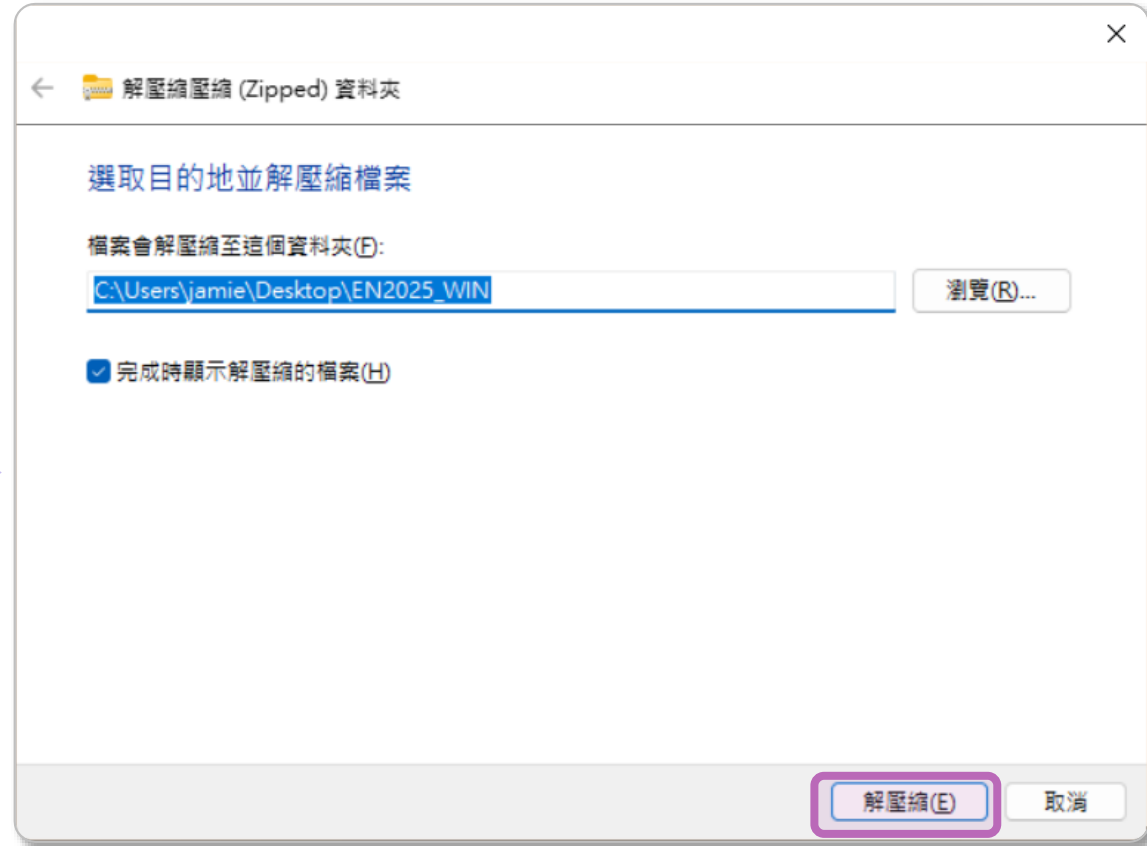 解壓縮壓縮 (Zipped) 資料夾
選取目的地並解壓縮檔案
檔案會解壓縮至這個資料夾(F):
C:\Users\jamie\Desktop\EN2025_WIN
瀏覽(R)...
完成時顯示解壓縮的檔案(H)
解壓縮(E)
取消